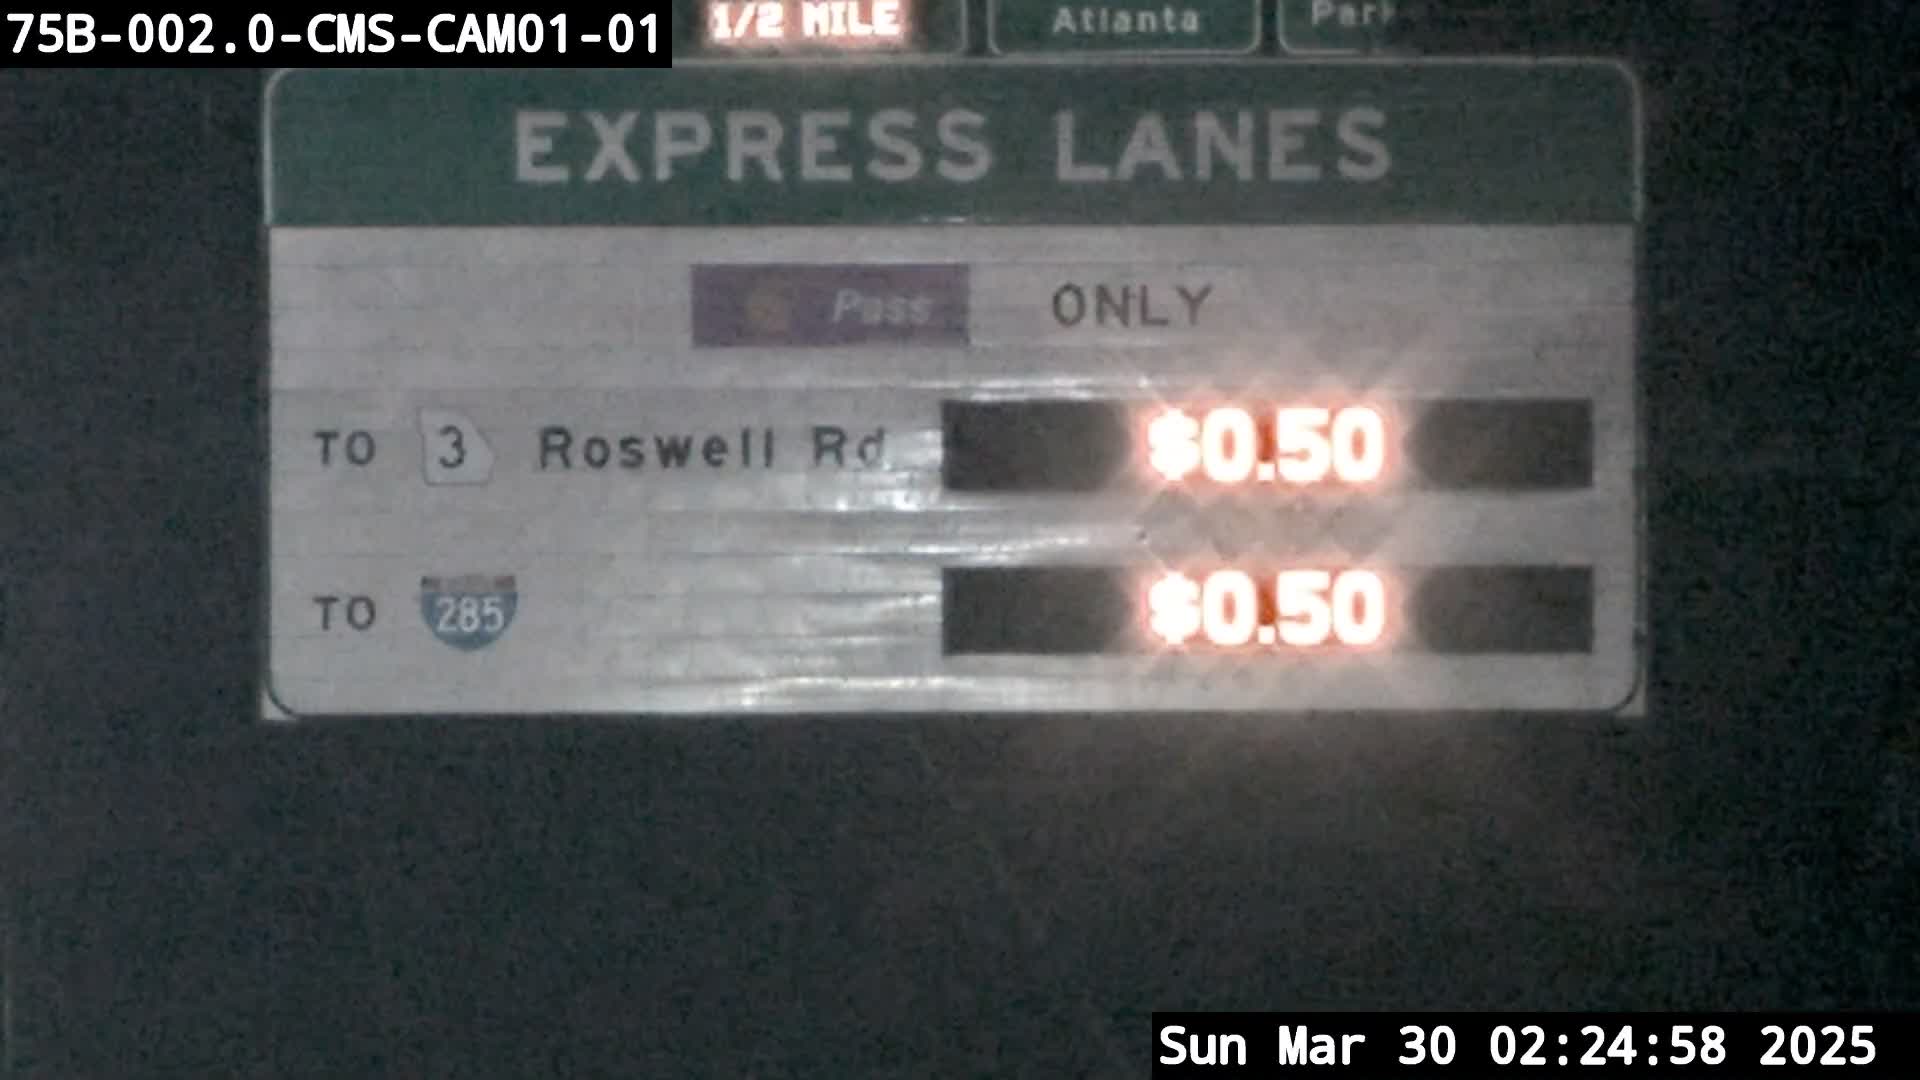 75B-002.0-CMS-CAM01-01
1/2 MILE
Atlanta
EXPRESS LANES
Pass ONLY
TO 3 Roswell Rd $0.50
TO 285 $0.50
Sun Mar 30 02:24:58 2025